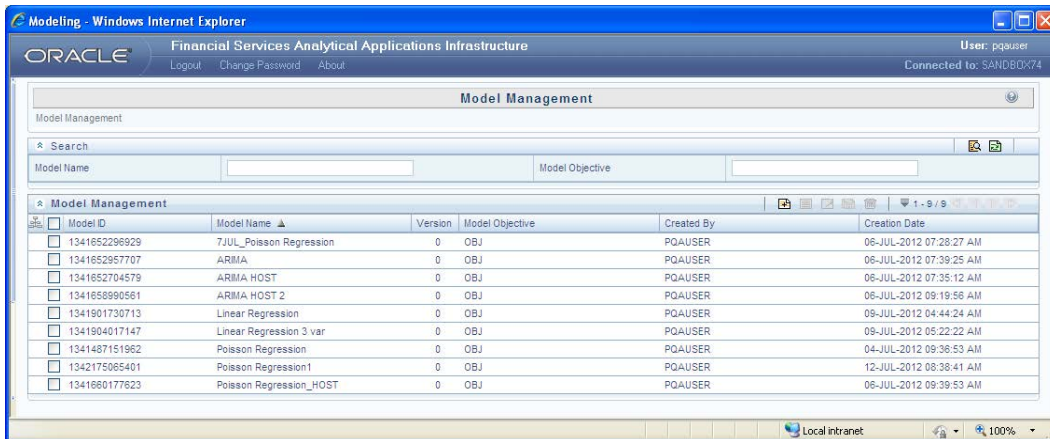 Modeling - Windows Internet Explorer
ORACLE Financial Services Analytical Applications Infrastructure User: pqauser
Logout Change Password About Connected to: SANDBOX74
Model Management
Model Management
Search
Model Name Model Objective
Model Management 1 - 9 / 9
Model ID Model Name Version Model Objective Created By Creation Date
1341652296929 7JUL_Poisson Regression 0 OBJ PQAUSER 06-JUL-2012 07:28:27 AM
1341652957707 ARIMA 0 OBJ PQAUSER 06-JUL-2012 07:39:25 AM
1341652704579 ARIMA HOST 0 OBJ PQAUSER 06-JUL-2012 07:35:12 AM
1341658990561 ARIMA HOST 2 0 OBJ PQAUSER 06-JUL-2012 09:19:56 AM
1341901730713 Linear Regression 0 OBJ PQAUSER 09-JUL-2012 04:44:24 AM
1341904017147 Linear Regression 3 var 0 OBJ PQAUSER 09-JUL-2012 05:22:22 AM
1341487151962 Poisson Regression 0 OBJ PQAUSER 04-JUL-2012 09:36:53 AM
1342175065401 Poisson Regression1 0 OBJ PQAUSER 12-JUL-2012 08:38:41 AM
1341660177623 Poisson Regression_HOST 0 OBJ PQAUSER 06-JUL-2012 09:39:53 AM
Local intranet 100%